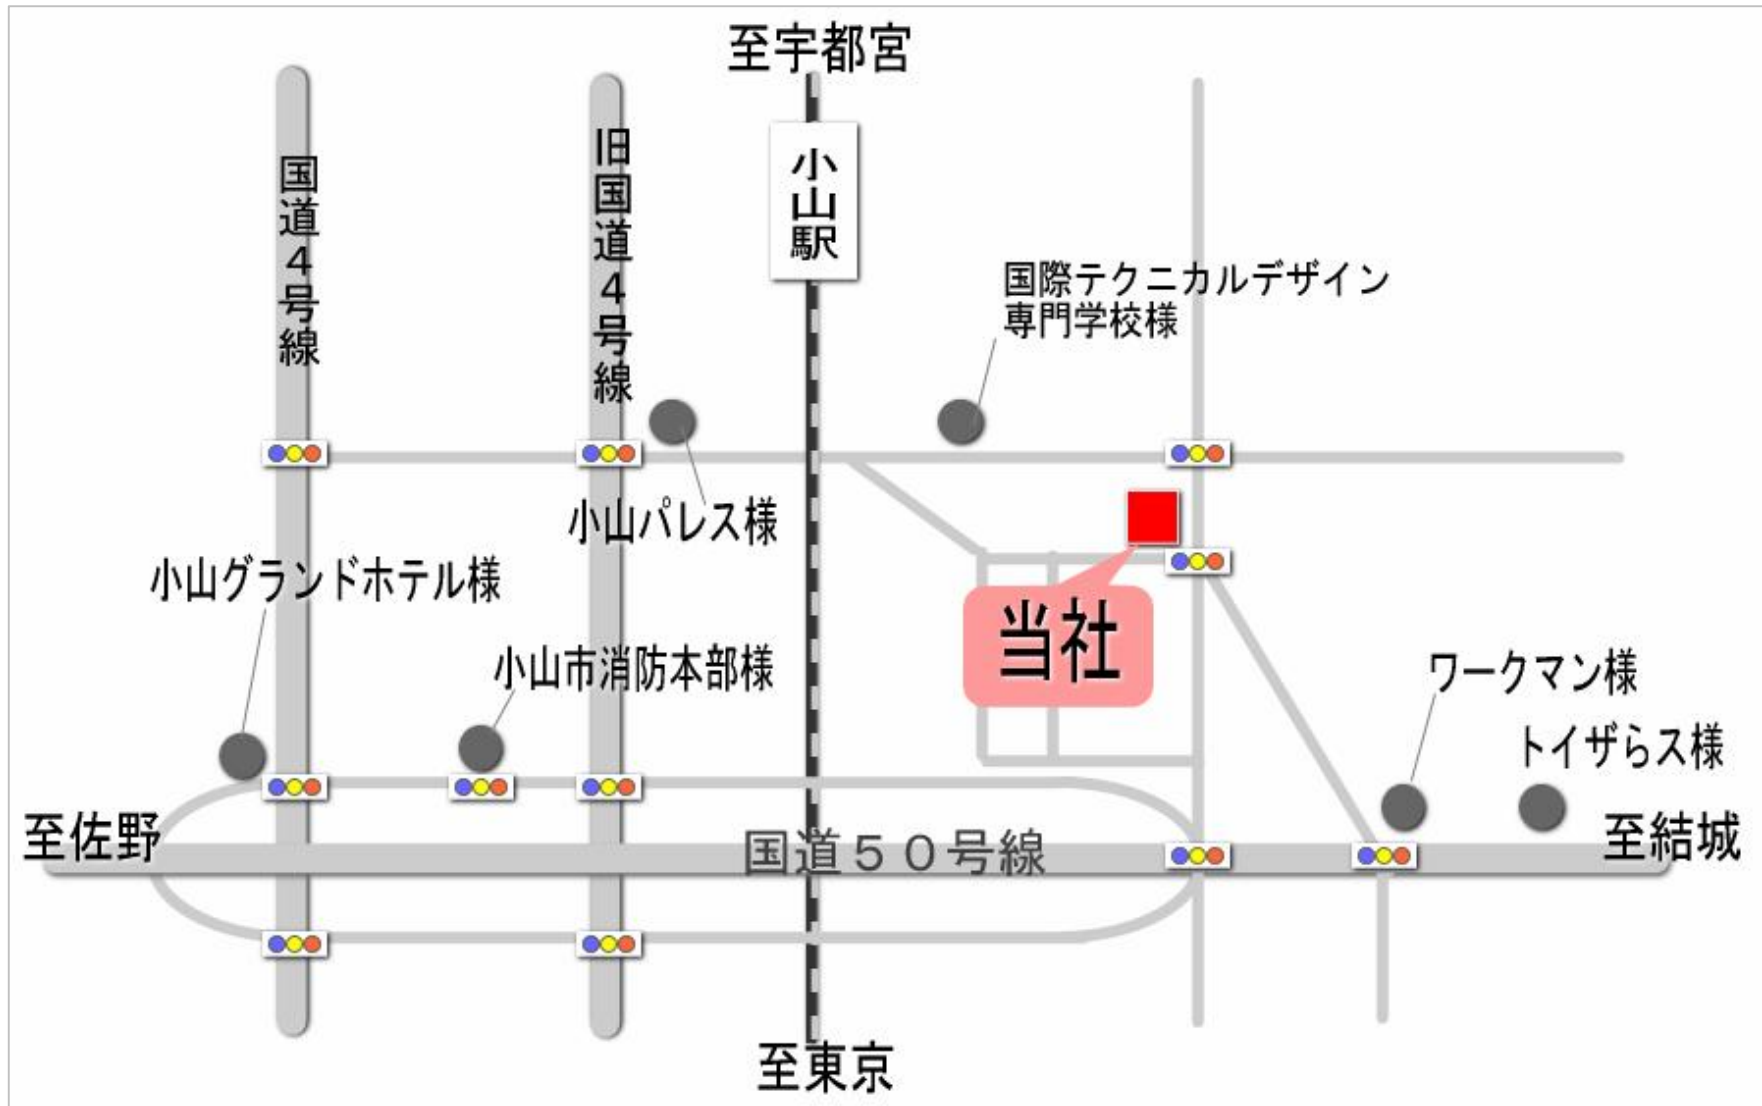 至宇都宮
国道４号線
旧国道４号線
小山駅
国際テクニカルデザイン
専門学校様
小山パレス様
小山グランドホテル様
当社
小山市消防本部様
ワークマン様
トイザらス様
至佐野
国道５０号線
至結城
至東京